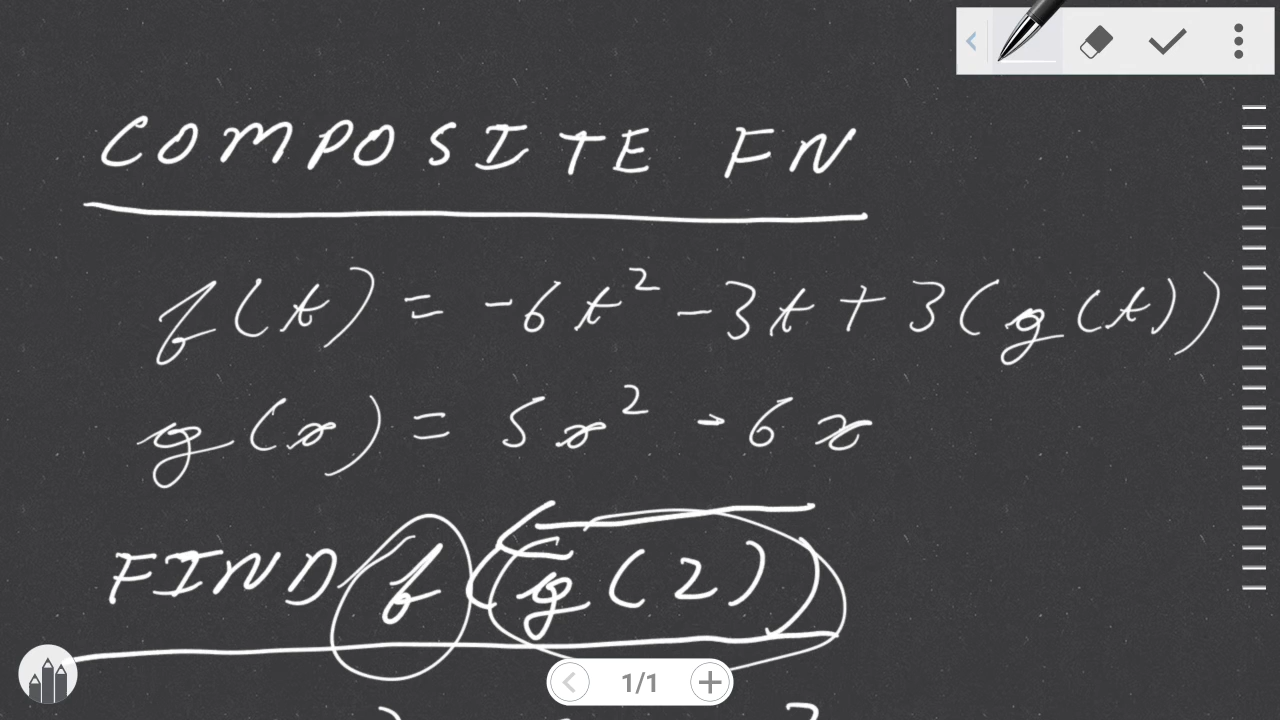 COMPOSITE FN
f(t) = -6t² - 3t + 3(g(t))
g(x) = 5x² - 6x
FIND f(g(2))
1/1